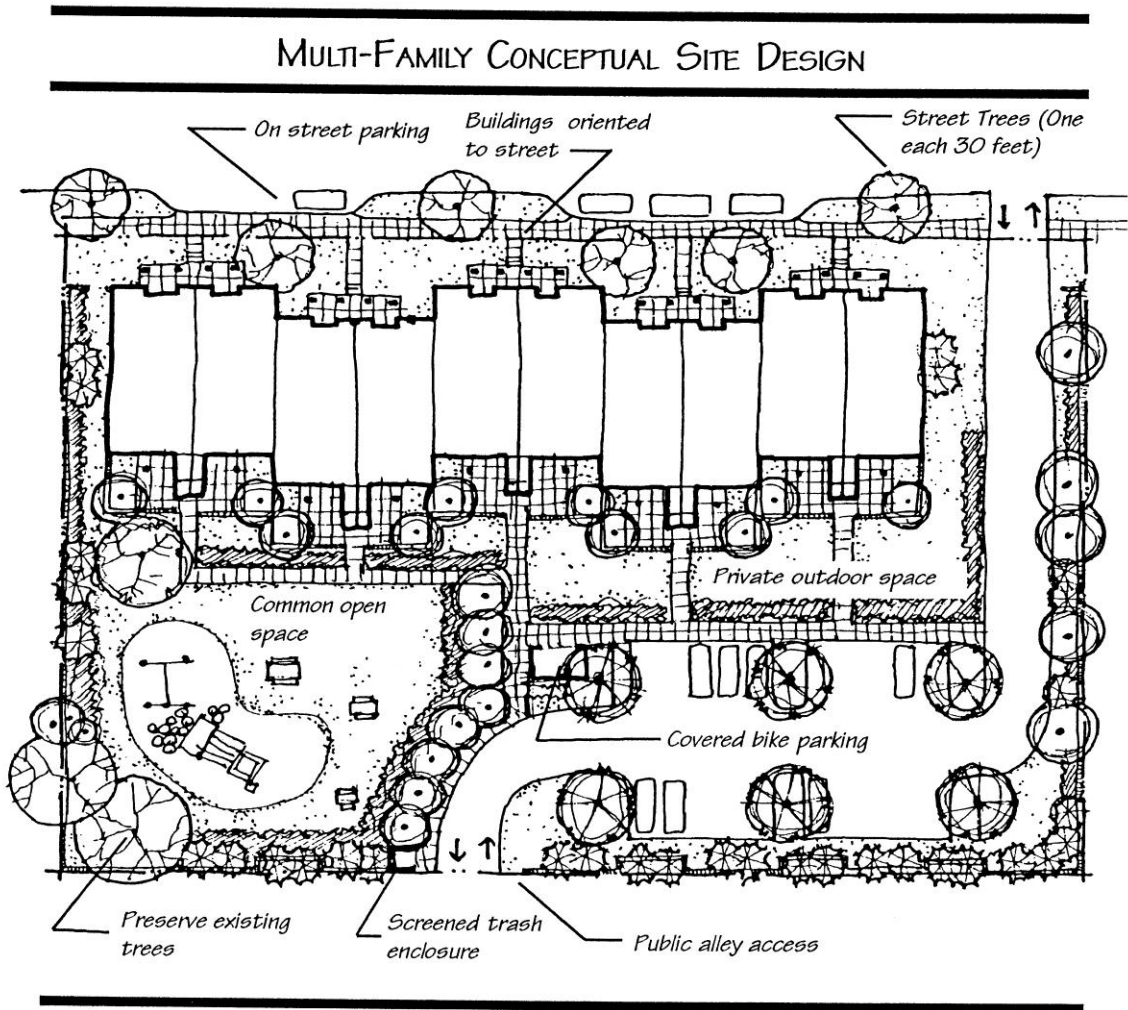 MULTI-FAMILY CONCEPTUAL SITE DESIGN
On street parking
Buildings oriented
to street
Street Trees (One
each 30 feet)
Private outdoor space
Common open
space
Covered bike parking
Preserve existing
trees
Screened trash
enclosure
Public alley access